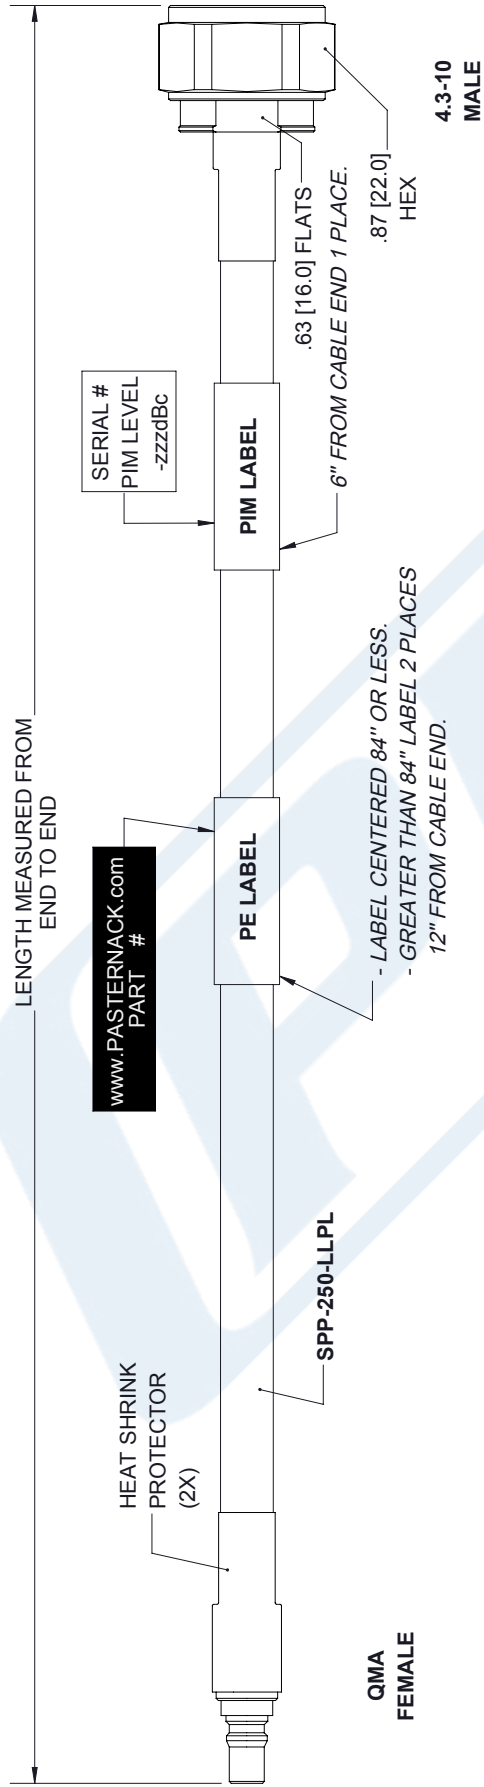 LENGTH MEASURED FROM
END TO END
HEAT SHRINK
PROTECTOR
(2X)
www.PASTERNACK.com
PART #
SERIAL #
PIM LEVEL
-zzzdBc
PE LABEL
PIM LABEL
SPP-250-LLPL
- LABEL CENTERED 84" OR LESS.
- GREATER THAN 84" LABEL 2 PLACES
12" FROM CABLE END.
6" FROM CABLE END 1 PLACE.
.63 [16.0] FLATS
.87 [22.0]
HEX
QMA
FEMALE
4.3-10
MALE